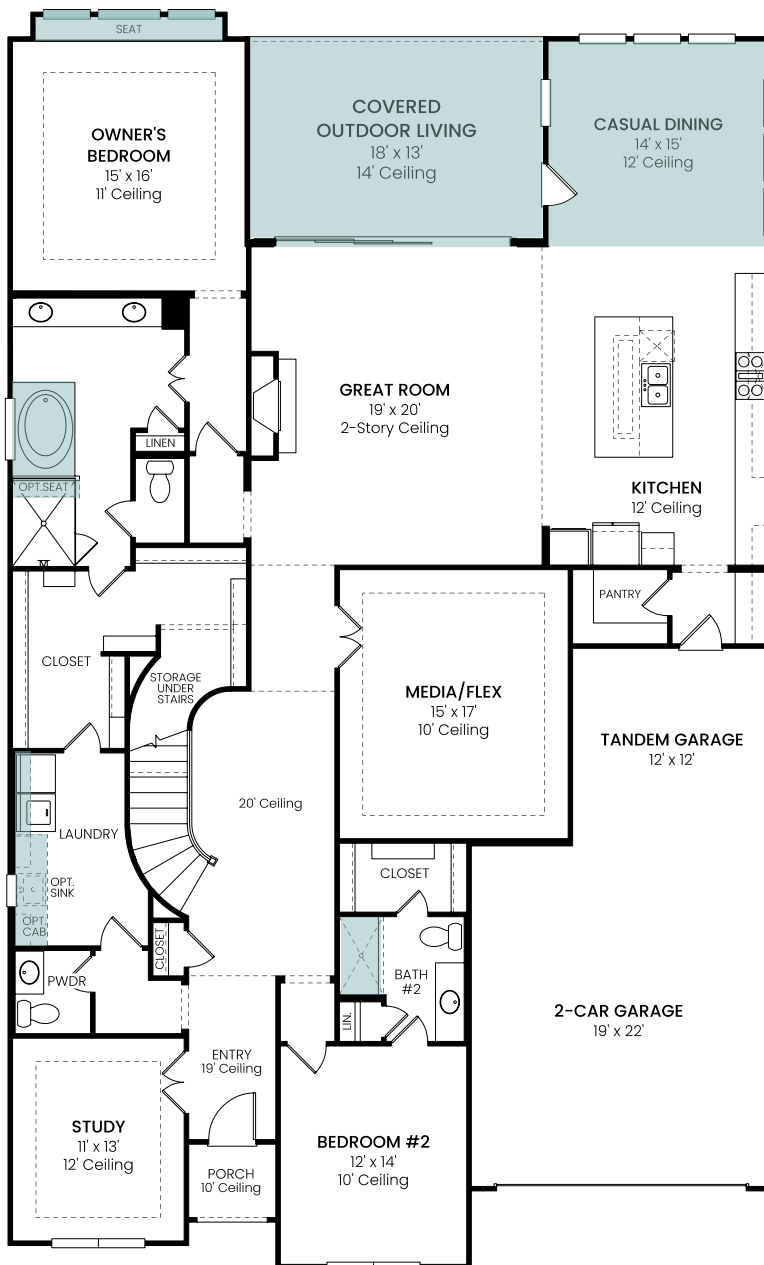 SEAT
OWNER'S
BEDROOM
15' x 16'
11' Ceiling
COVERED
OUTDOOR LIVING
18' x 13'
14' Ceiling
CASUAL DINING
14' x 15'
12' Ceiling
GREAT ROOM
19' x 20'
2-Story Ceiling
LINEN
OPT.SEAT
KITCHEN
12' Ceiling
PANTRY
CLOSET
STORAGE
UNDER
STAIRS
MEDIA/FLEX
15' x 17'
10' Ceiling
TANDEM GARAGE
12' x 12'
20' Ceiling
LAUNDRY
OPT.
SINK
OPT.
CAB
CLOSET
CLOSET
PWDR
BATH
#2
LIN.
2-CAR GARAGE
19' x 22'
ENTRY
19' Ceiling
STUDY
11' x 13'
12' Ceiling
PORCH
10' Ceiling
BEDROOM #2
12' x 14'
10' Ceiling